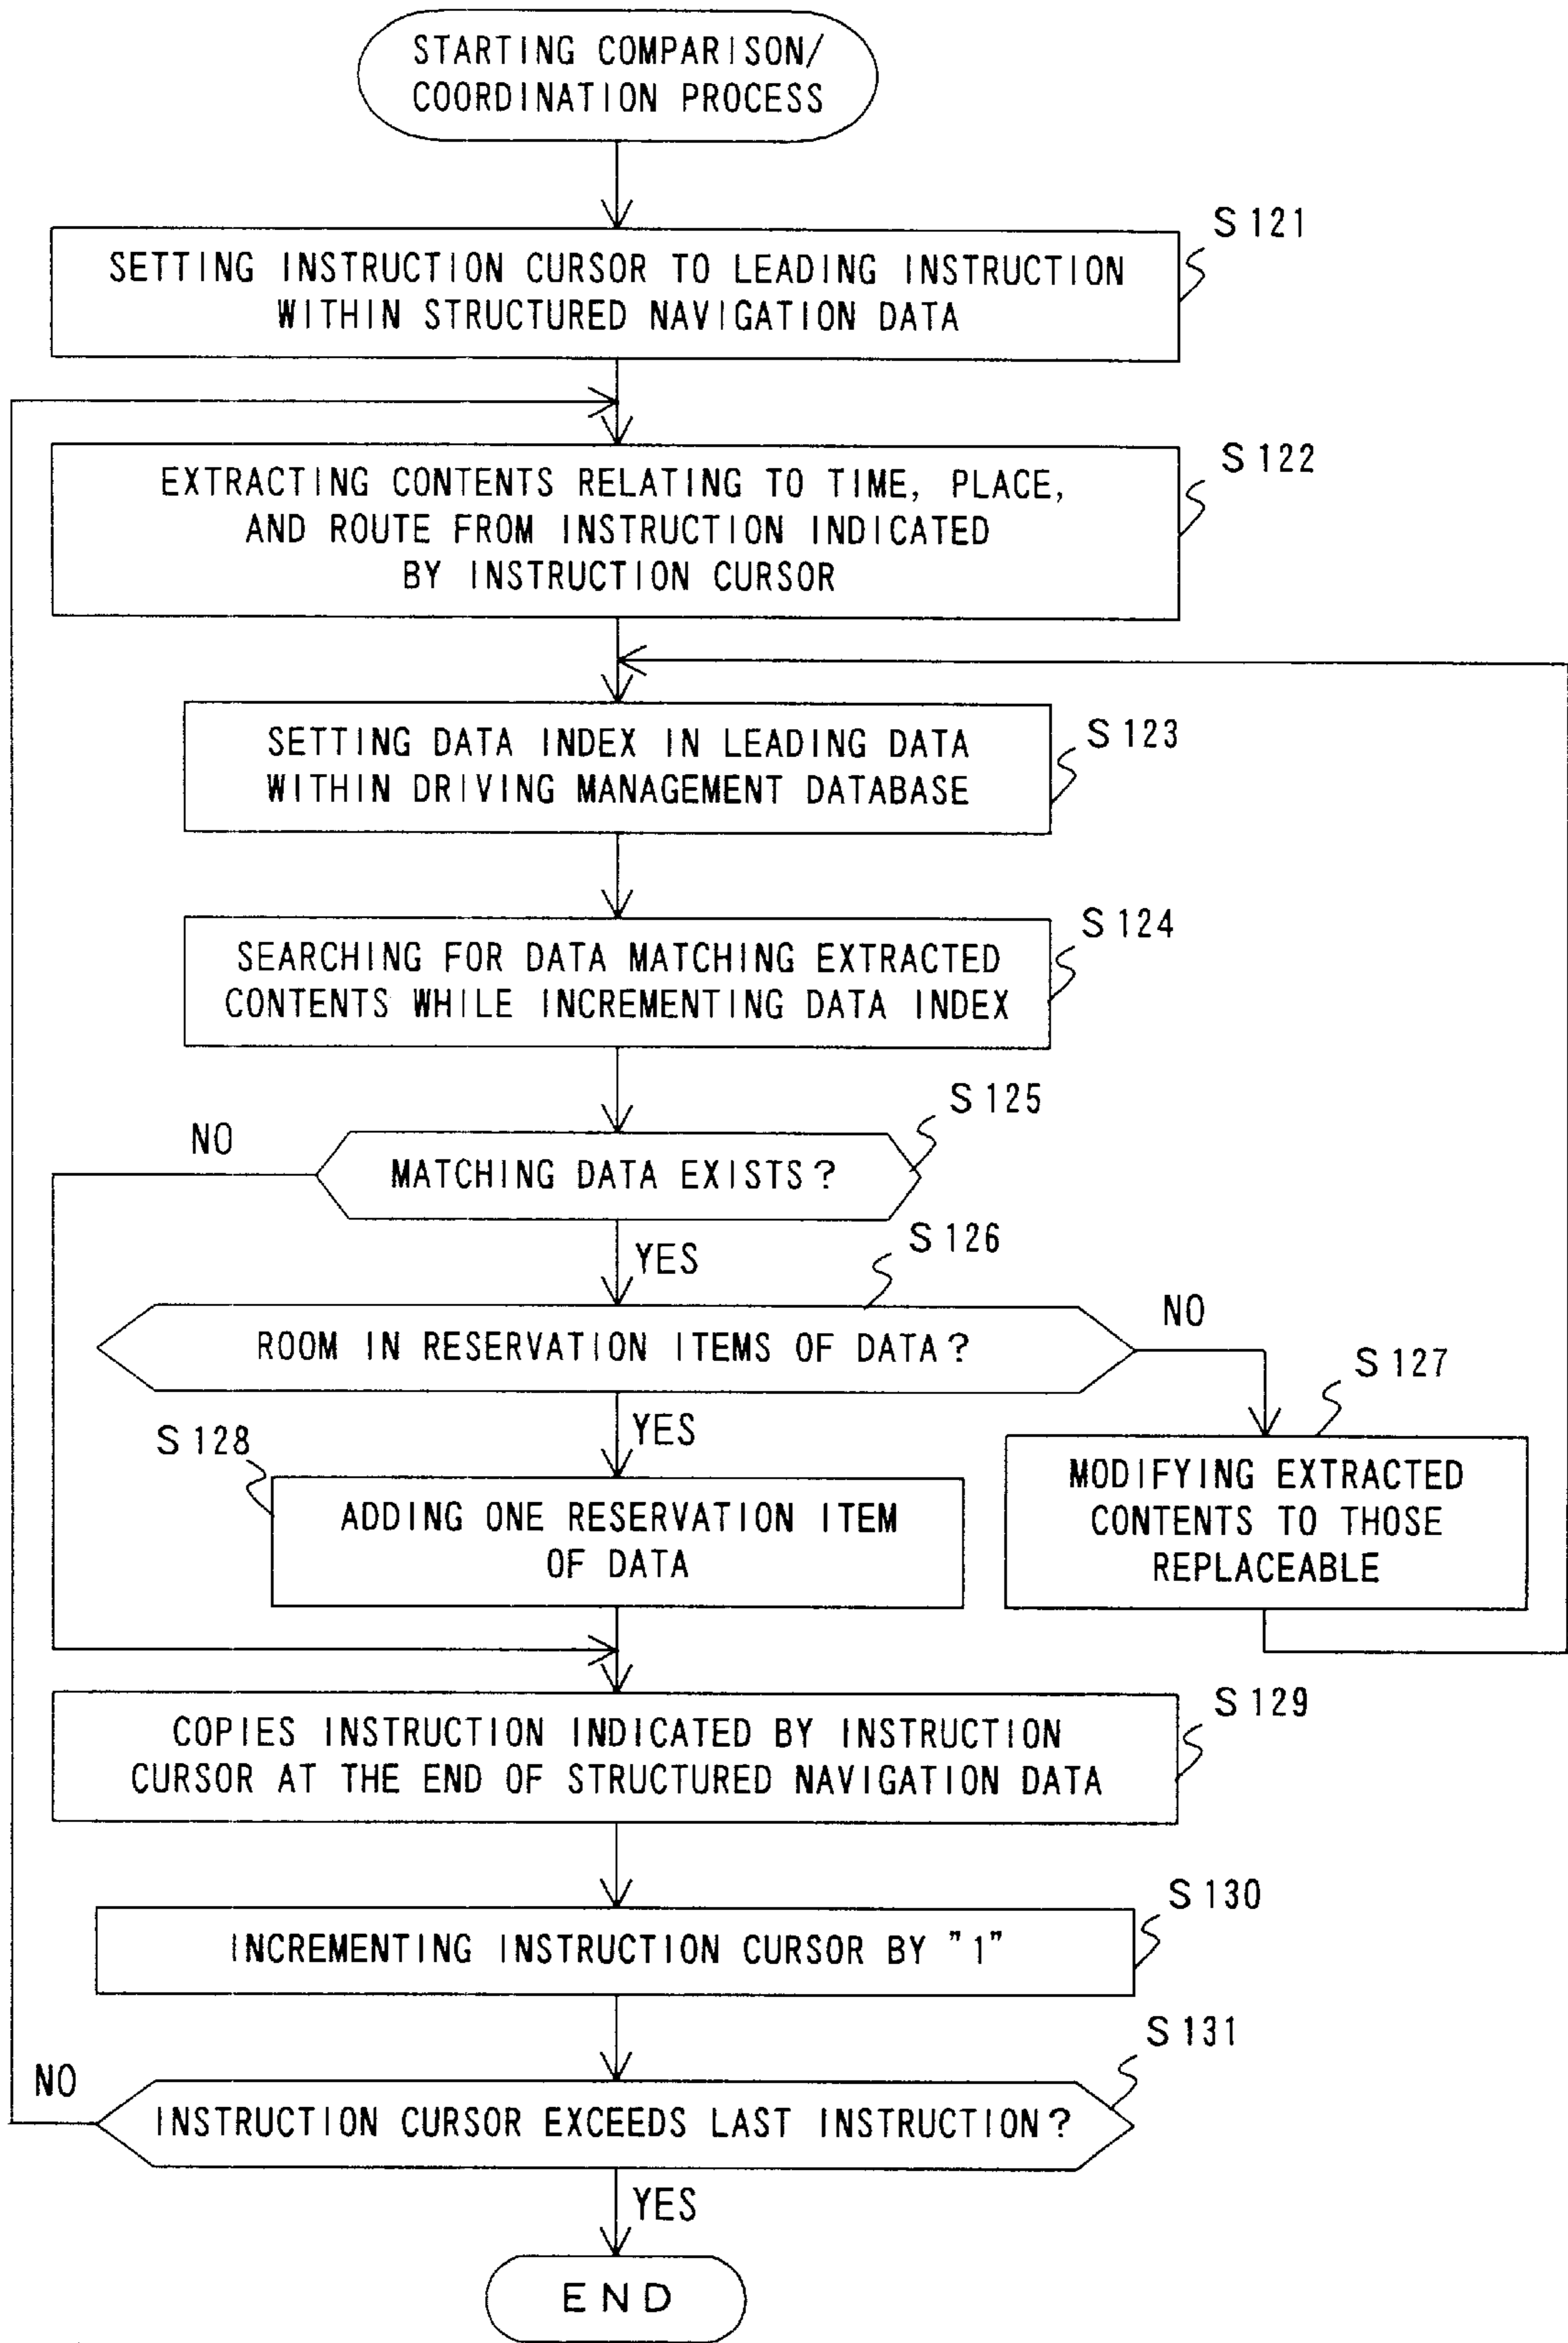 STARTING COMPARISON/
COORDINATION PROCESS
S121
SETTING INSTRUCTION CURSOR TO LEADING INSTRUCTION
WITHIN STRUCTURED NAVIGATION DATA
S122
EXTRACTING CONTENTS RELATING TO TIME, PLACE,
AND ROUTE FROM INSTRUCTION INDICATED
BY INSTRUCTION CURSOR
S123
SETTING DATA INDEX IN LEADING DATA
WITHIN DRIVING MANAGEMENT DATABASE
S124
SEARCHING FOR DATA MATCHING EXTRACTED
CONTENTS WHILE INCREMENTING DATA INDEX
S125
NO
MATCHING DATA EXISTS?
YES
S126
ROOM IN RESERVATION ITEMS OF DATA?
NO
S127
YES
S128
MODIFYING EXTRACTED
CONTENTS TO THOSE
REPLACEABLE
ADDING ONE RESERVATION ITEM
OF DATA
S129
COPIES INSTRUCTION INDICATED BY INSTRUCTION
CURSOR AT THE END OF STRUCTURED NAVIGATION DATA
S130
INCREMENTING INSTRUCTION CURSOR BY "1"
S131
NO
INSTRUCTION CURSOR EXCEEDS LAST INSTRUCTION?
YES
END